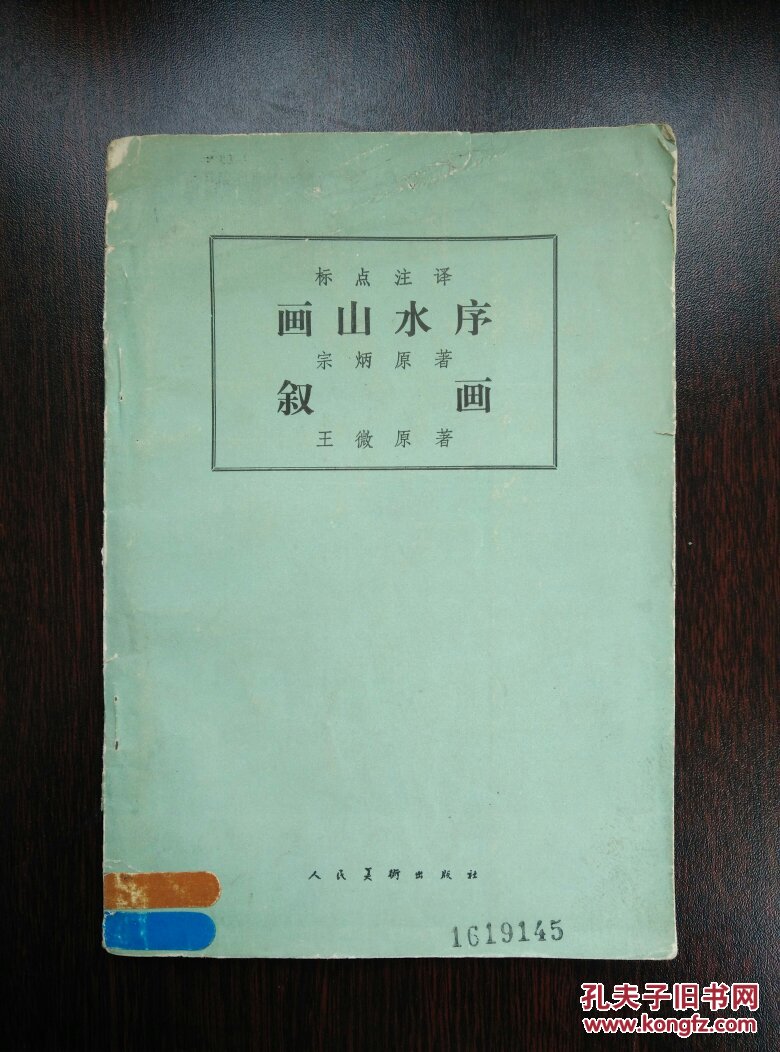 标点注译
画山水序
宗炳原著
叙画
王微原著
人民美術出版社
1619145
孔夫子旧书网
www.kongfz.com